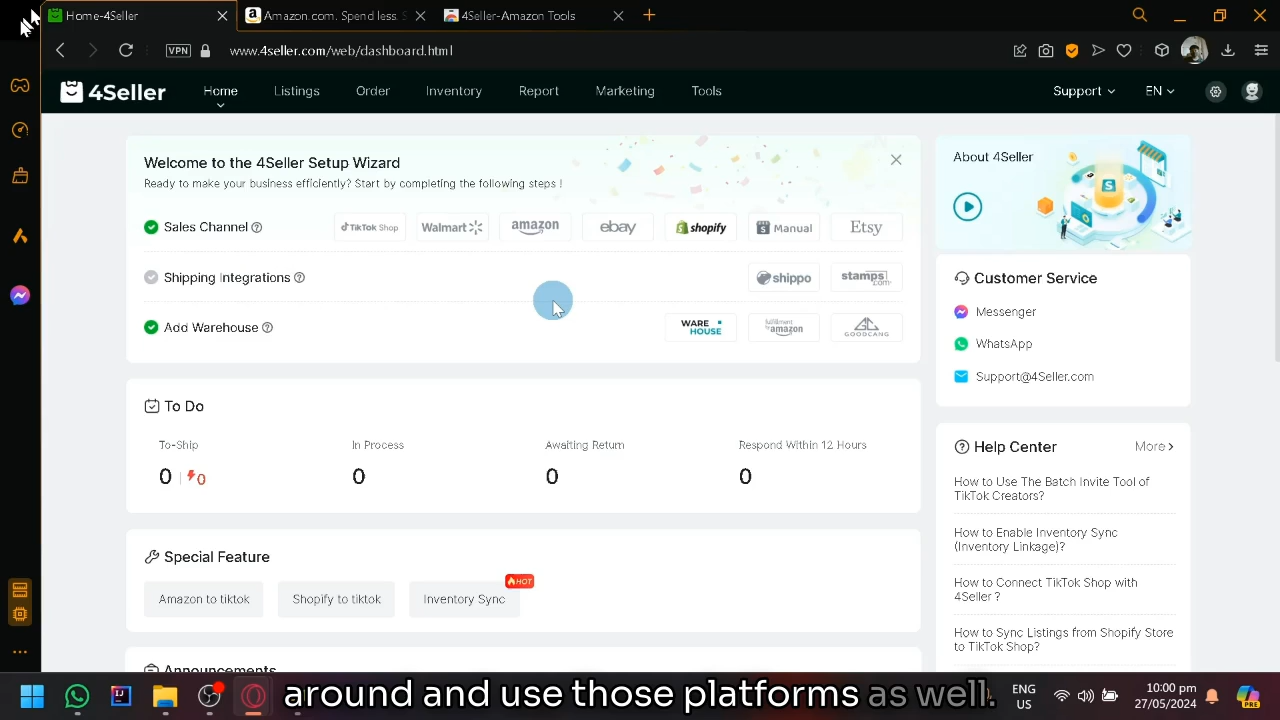 Home-4Seller
Amazon.com. Spend less. S
4Seller-Amazon Tools
VPN
www.4seller.com/web/dashboard.html
4Seller
Home
Listings
Order
Inventory
Report
Marketing
Tools
Support
EN
Welcome to the 4Seller Setup Wizard
Ready to make your business efficiently? Start by completing the following steps !
Sales Channel
TikTok Shop
Walmart
amazon
ebay
shopify
Manual
Etsy
Shipping Integrations
shippo
stamps.com
Add Warehouse
WARE
HOUSE
fulfillment
by amazon
GOODCANG
About 4Seller
Customer Service
Messenger
WhatsApp
Support@4Seller.com
To Do
To-Ship
In Process
Awaiting Return
Respond Within 12 Hours
0 | 0
0
0
0
Help Center
More
How to Use The Batch Invite Tool of
TikTok Creators?
How to Enable Inventory Sync
(Inventory Linkage)?
How to Connect TikTok Shop with
4Seller ?
How to Sync Listings from Shopify Store
to TikTok Shop?
Special Feature
HOT
Amazon to tiktok
Shopify to tiktok
Inventory Sync
Announcements
around and use those platforms as well.
ENG
US
10:00 pm
27/05/2024
PRE